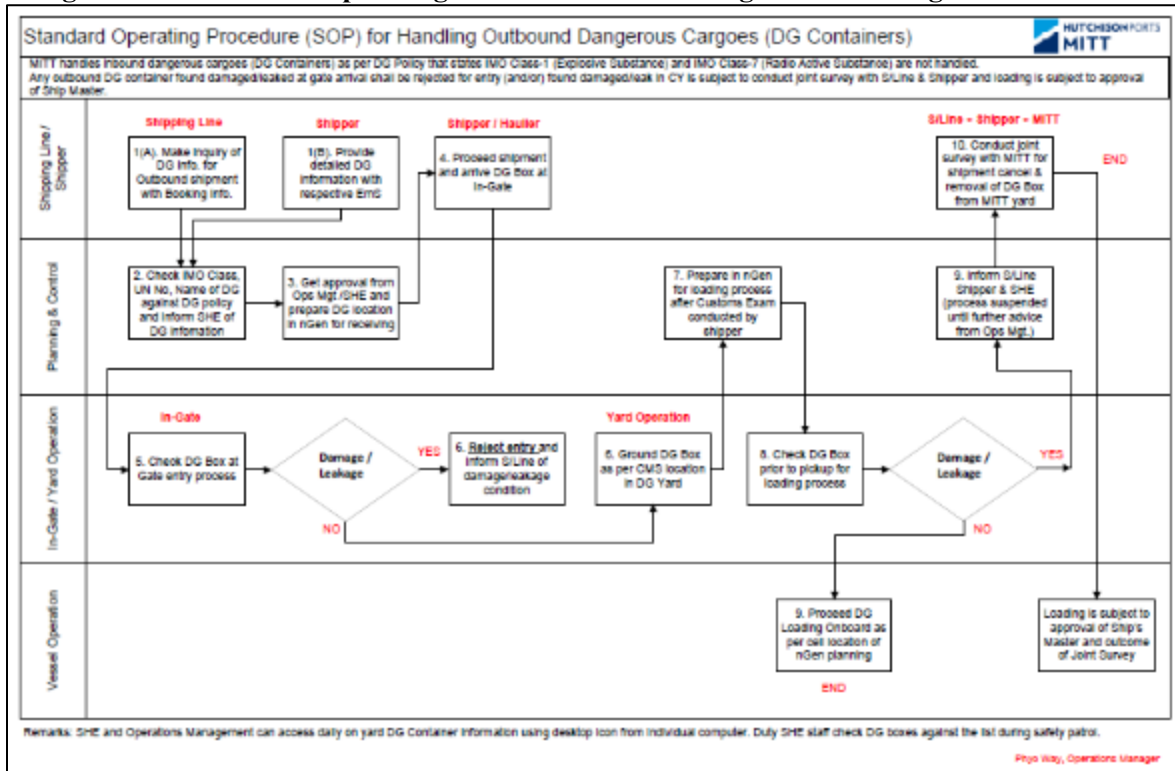 Standard Operating Procedure (SOP) for Handling Outbound Dangerous Cargoes (DG Containers)
HUTCHISON PORTS
MITT
MITT handles inbound dangerous cargoes (DG Containers) as per DG Policy that states IMO Class-1 (Explosive Substance) and IMO Class-7 (Radio Active Substance) are not handled.
Any outbound DG container found damaged/leaked at gate arrival shall be rejected for entry (and/or) found damaged/leak in CY is subject to conduct joint survey with S/Line & Shipper and loading is subject to approval
of Ship Master.
Shipping Line /
Shipper
Shipping Line
1(A). Make Inquiry of
DG Info. for
Outbound shipment
with Booking Info.
Shipper
1(B). Provide
detailed DG
Information with
respective EmS
Shipper / Haulier
4. Proceed shipment
and arrive DG Box at
In-Gate
S/Line - Shipper - MITT
10. Conduct joint
survey with MITT for
shipment cancel &
removal of DG Box
from MITT yard
END
Planning & Control
2. Check IMO Class,
UN No, Name of DG
against DG policy
and inform SHE of
DG infomation
3. Get approval from
Ops Mgt./SHE and
prepare DG location
in nGen for receiving
7. Prepare in nGen
for loading process
after Customs Exam
conducted by
shipper
9. Inform S/Line
Shipper & SHE
(process suspended
until further advice
from Ops Mgt.)
In-Gate / Yard Operation
In-Gate
5. Check DG Box at
Gate entry process
Damage /
Leakage
YES
NO
6. Reject entry and
inform S/Line of
damage/leakage
condition
Yard Operation
6. Ground DG Box
as per CMS location
in DG Yard
8. Check DG Box
prior to pickup for
loading process
Damage /
Leakage
YES
NO
Vessel Operation
9. Proceed DG
Loading Onboard as
per cell location of
nGen planning
END
Loading is subject to
approval of Ship's
Master and outcome
of Joint Survey
Remarks: SHE and Operations Management can access daily on yard DG Container Information using desktop icon from individual computer. Duty SHE staff check DG boxes against the list during safety patrol.
Phyo Way, Operations Manager